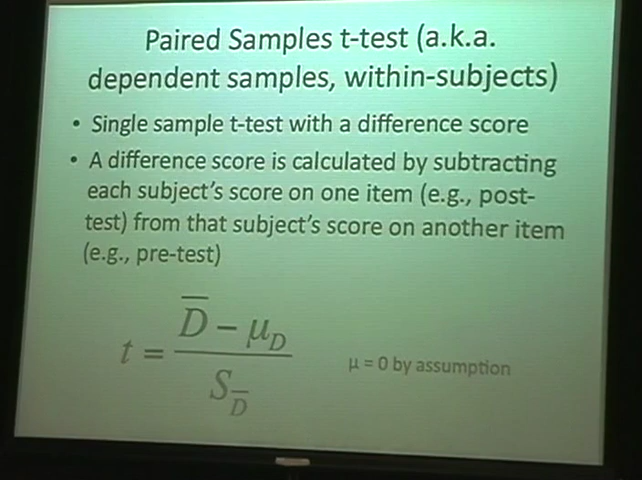 Paired Samples t-test (a.k.a.
dependent samples, within-subjects)
• Single sample t-test with a difference score
• A difference score is calculated by subtracting
each subject's score on one item (e.g., post-
test) from that subject's score on another item
(e.g., pre-test)
t = (D̅ − μ_D) / S_D̅
μ = 0 by assumption